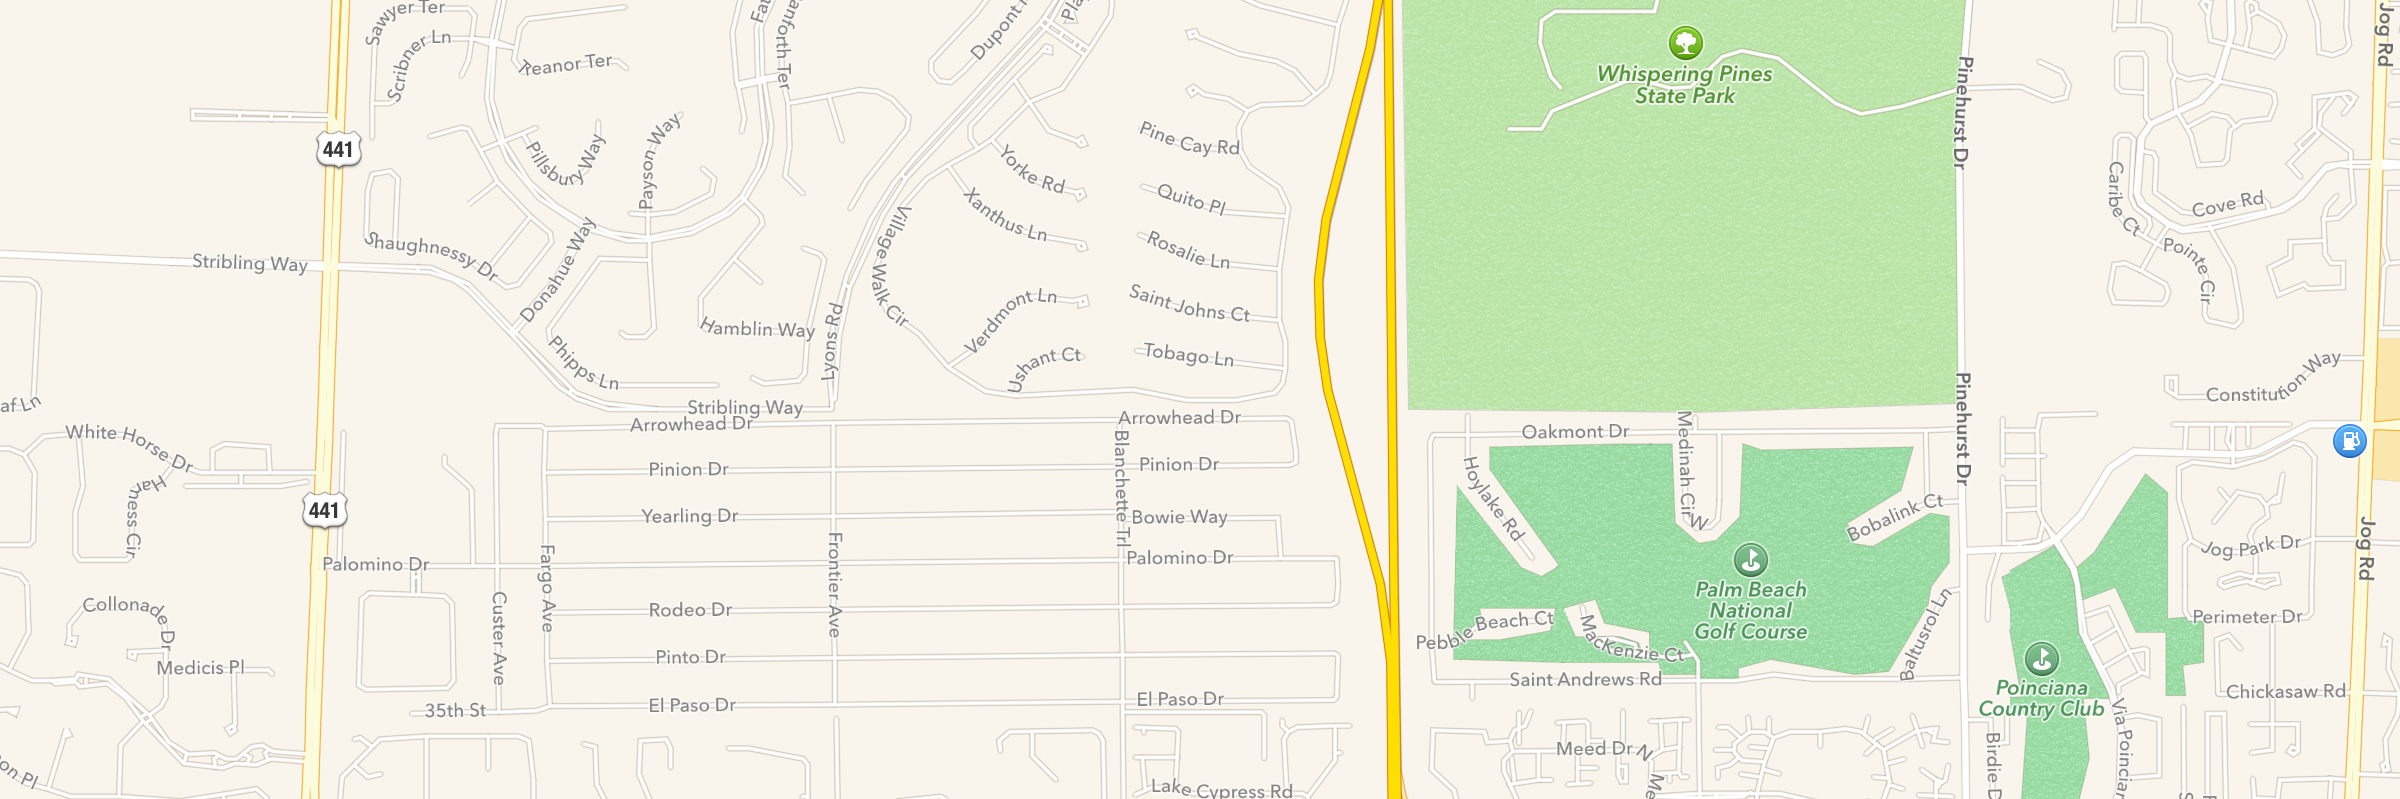 Sawyer Ter
Scribner Ln
Treanor Ter
Danforth Ter
Dupont
Whispering Pines
State Park
Jog Rd
Pinehurst Dr
441
Pillsbury Way
Payson Way
Pine Cay Rd
Yorke Rd
Quito Pl
Xanthus Ln
Caribe Ct
Cove Rd
Pointe Cir
Stribling Way
Shaughnessy Dr
Donahue Way
Village Walk Cir
Rosalie Ln
Verdmont Ln
Saint Johns Ct
Hamblin Way
Lyons Rd
Phipps Ln
Ushant Ct
Tobago Ln
Constitution Way
Pinehurst Dr
af Ln
Stribling Way
Arrowhead Dr
Arrowhead Dr
White Horse Dr
Harness Cir
Oakmont Dr
Medinah Cir W
Hoylake Rd
Pinion Dr
Pinion Dr
Blanchette Trl
441
Yearling Dr
Bowie Way
Bobalink Ct
Jog Park Dr
Jog Rd
Palomino Dr
Palomino Dr
Fargo Ave
Frontier Ave
Custer Ave
Palm Beach
National
Golf Course
Collonade Dr
Rodeo Dr
Pebble Beach Ct
MacKenzie Ct
Baltusrol Ln
Perimeter Dr
Medicis Pl
Pinto Dr
Saint Andrews Rd
Poinciana
Country Club
Chickasaw Rd
35th St
El Paso Dr
El Paso Dr
Via Poincian
Birdie D
Meed Dr N
Me
on Pl
Lake Cypress Rd